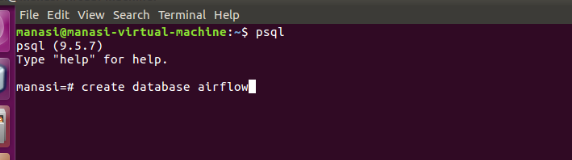 File Edit View Search Terminal Help
manasi@manasi-virtual-machine:~$ psql
psql (9.5.7)
Type "help" for help.
manasi=# create database airflow